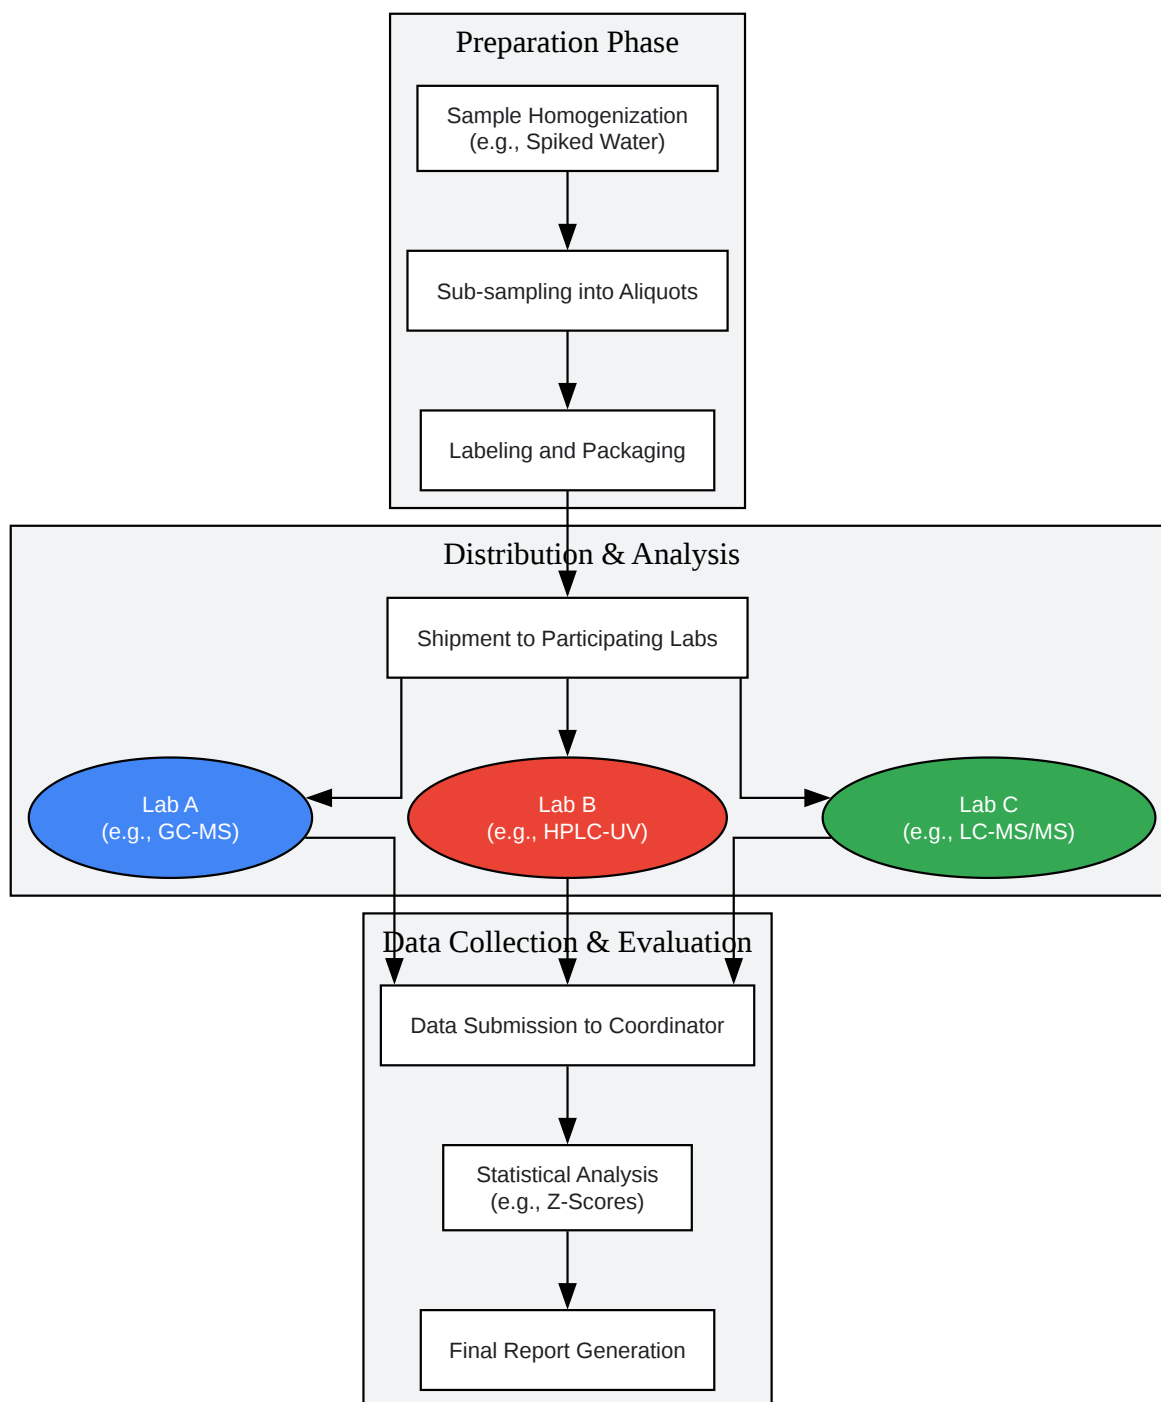 Preparation Phase
Sample Homogenization
(e.g., Spiked Water)
Sub-sampling into Aliquots
Labeling and Packaging
Distribution & Analysis
Shipment to Participating Labs
Lab A
(e.g., GC-MS)
Lab B
(e.g., HPLC-UV)
Lab C
(e.g., LC-MS/MS)
Data Collection & Evaluation
Data Submission to Coordinator
Statistical Analysis
(e.g., Z-Scores)
Final Report Generation